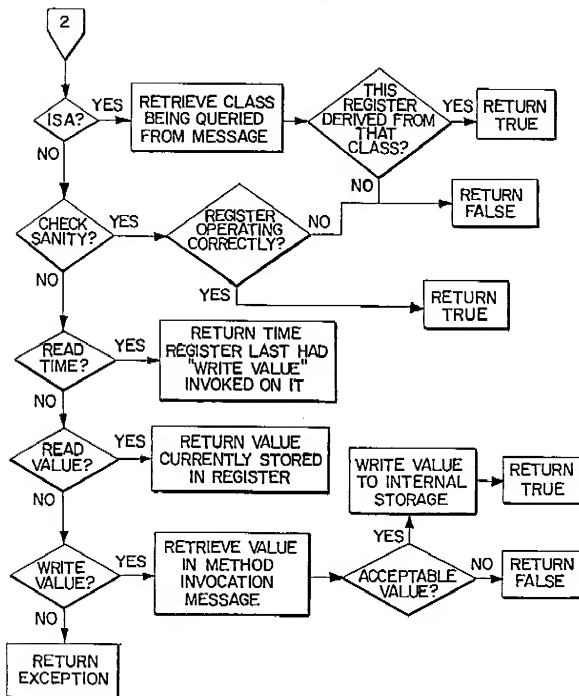 2
ISA?
YES
RETRIEVE CLASS
BEING QUERIED
FROM MESSAGE
THIS
REGISTER
DERIVED FROM
THAT
CLASS?
YES
RETURN
TRUE
NO
NO
RETURN
FALSE
CHECK
SANITY?
YES
REGISTER
OPERATING
CORRECTLY?
NO
YES
RETURN
TRUE
NO
READ
TIME?
YES
RETURN TIME
REGISTER LAST HAD
"WRITE VALUE"
INVOKED ON IT
NO
READ
VALUE?
YES
RETURN VALUE
CURRENTLY STORED
IN REGISTER
WRITE VALUE
TO INTERNAL
STORAGE
RETURN
TRUE
NO
YES
WRITE
VALUE?
YES
RETRIEVE VALUE
IN METHOD
INVOCATION
MESSAGE
ACCEPTABLE
VALUE?
NO
RETURN
FALSE
NO
RETURN
EXCEPTION